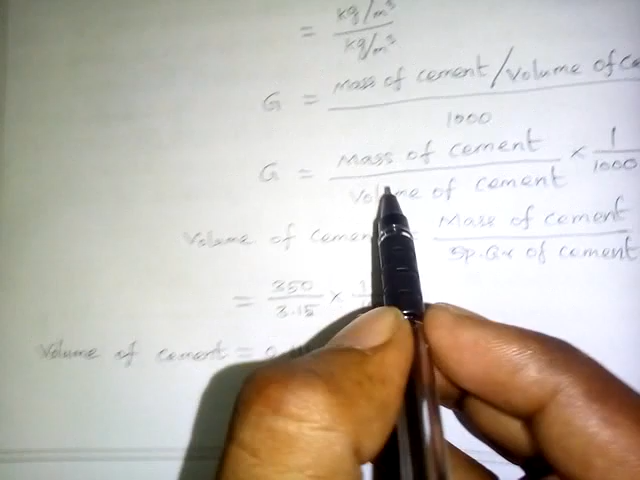 = kg/m³ / kg/m³
G = Mass of cement/Volume of Ce
1000
G = Mass of cement / Volume of cement × 1/1000
Volume of cement Mass of cement / Sp.Gr of cement
= 350/3.15 ×
Volume of cement =